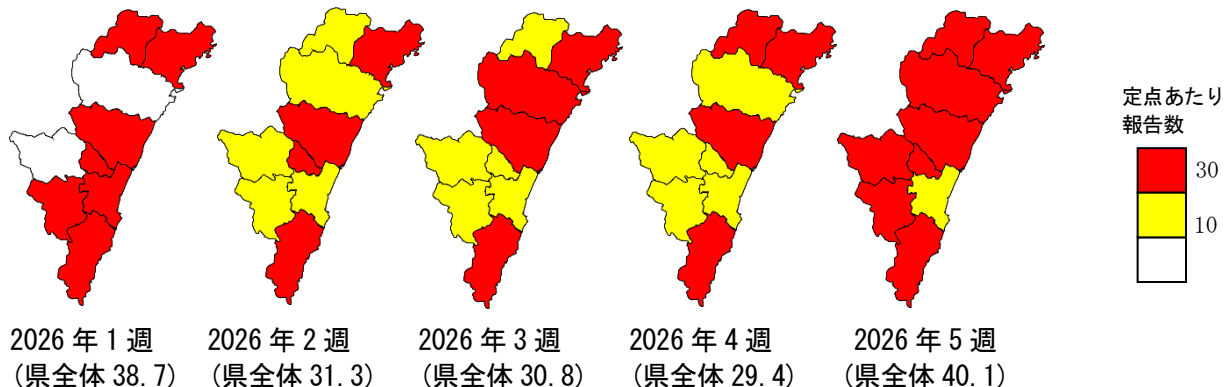 定点あたり
報告数
30
10
2026 年 1 週
(県全体 38.7)
2026 年 2 週
(県全体 31.3)
2026 年 3 週
(県全体 30.8)
2026 年 4 週
(県全体 29.4)
2026 年 5 週
(県全体 40.1)